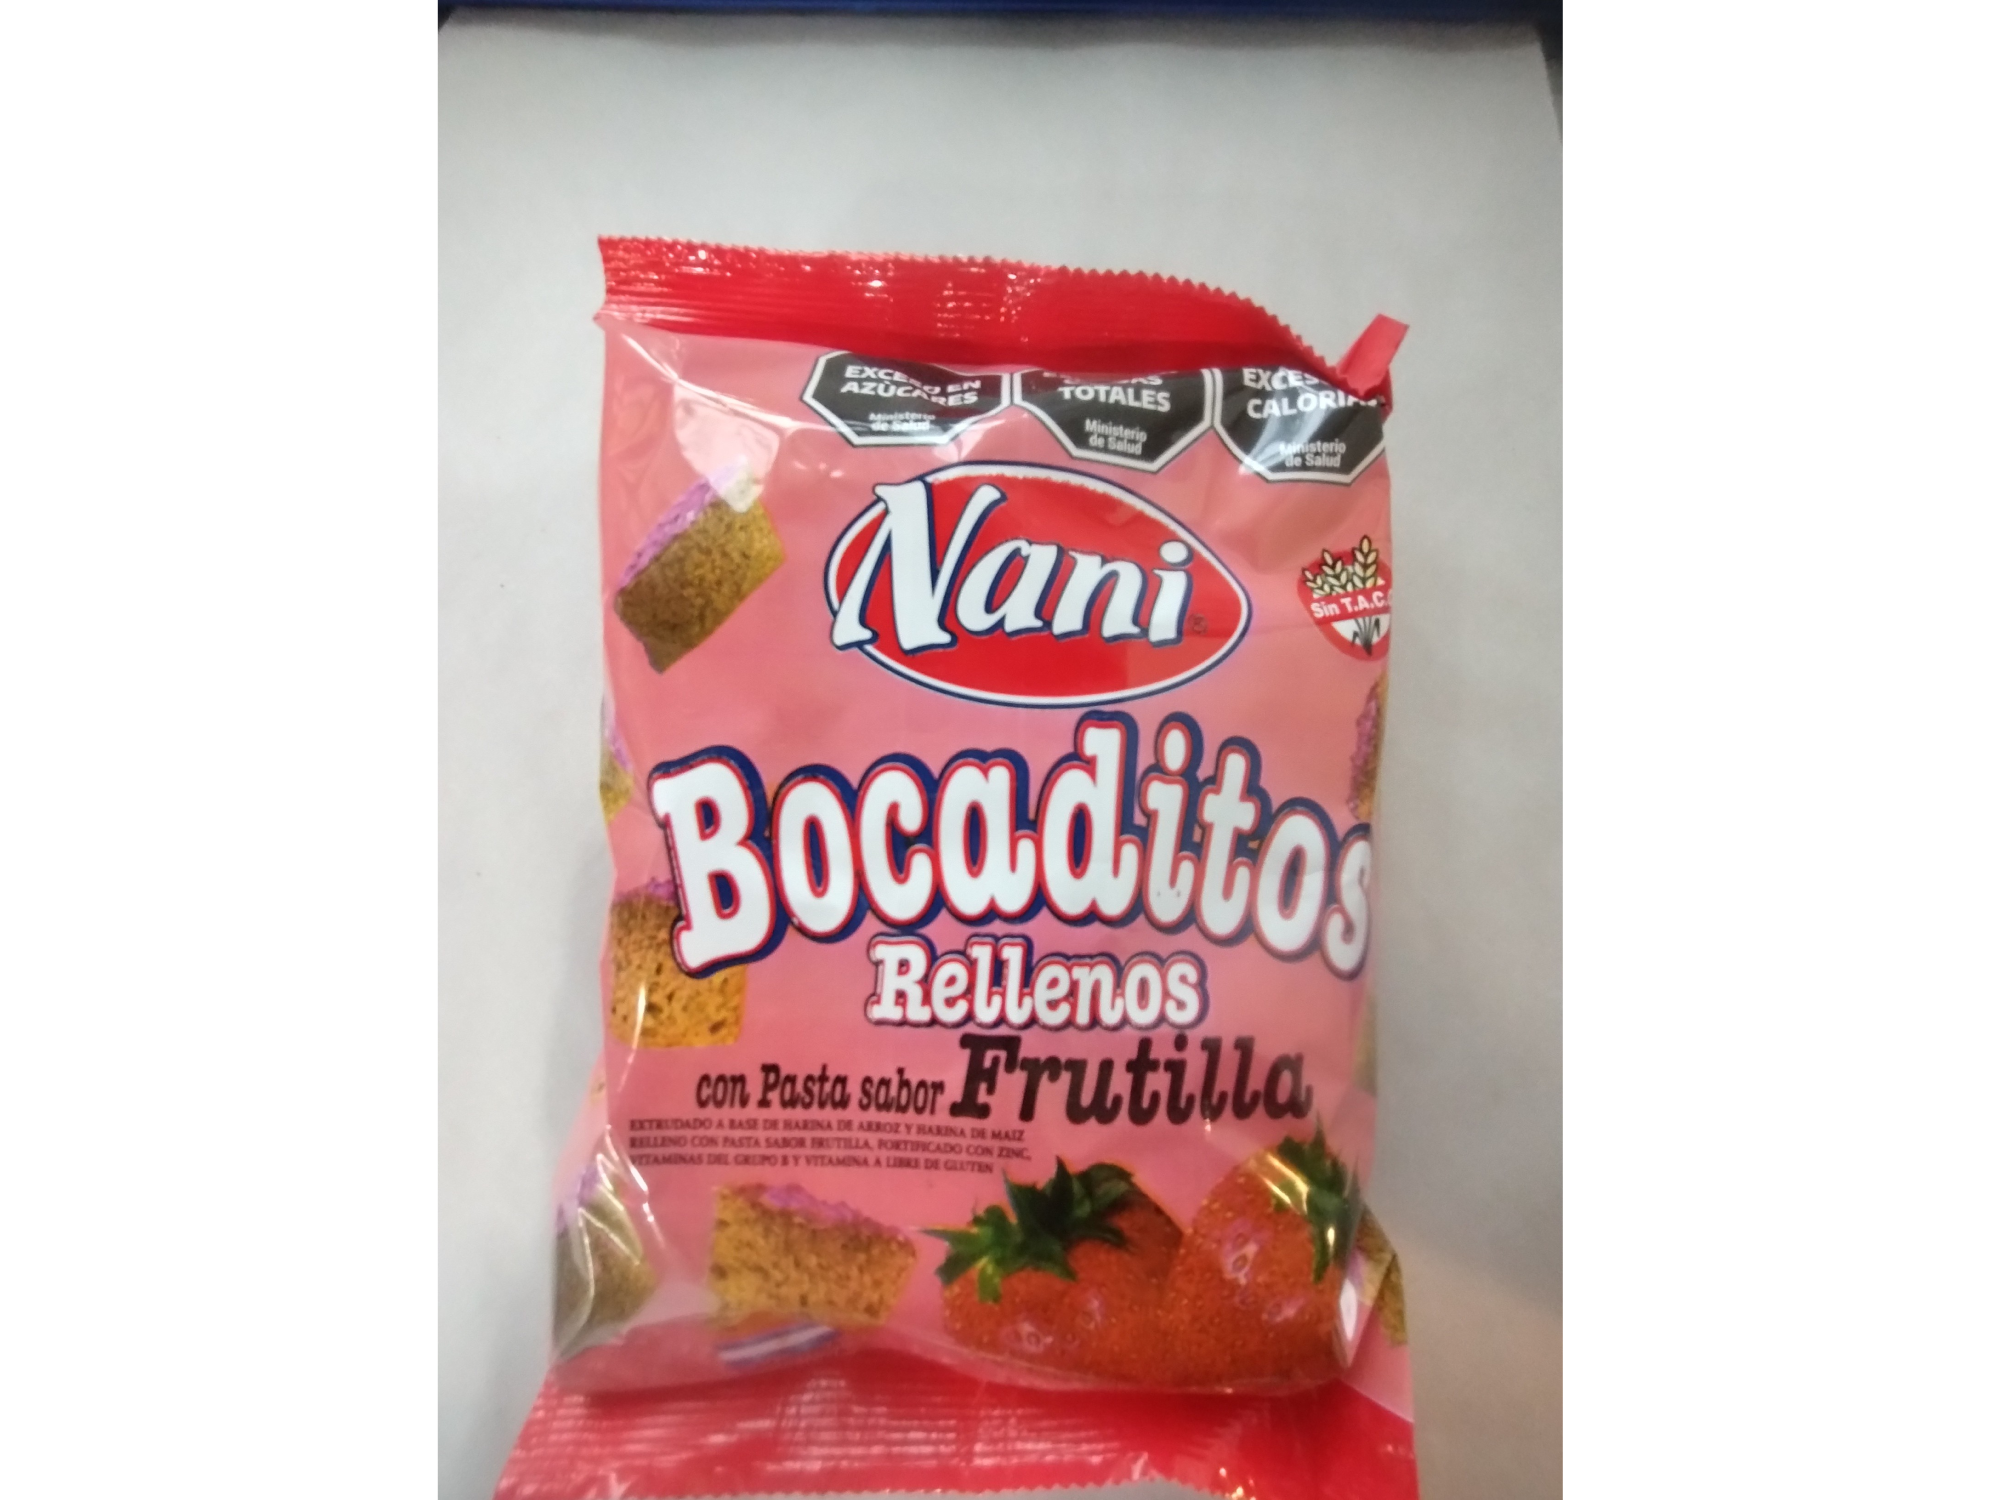 EXCESO EN
AZÚCARES
Ministerio
de Salud
TOTALES
Ministerio
de Salud
CALORÍAS
Ministerio
de Salud
Nani
®
Sin T.A.C.
Bocaditos
Rellenos
con Pasta sabor Frutilla
EXTRUDADO A BASE DE HARINA DE ARROZ Y HARINA DE MAIZ
RELLENO CON PASTA SABOR FRUTILLA, FORTIFICADO CON ZINC,
VITAMINAS DEL GRUPO B Y VITAMINA A LIBRE DE GLUTEN